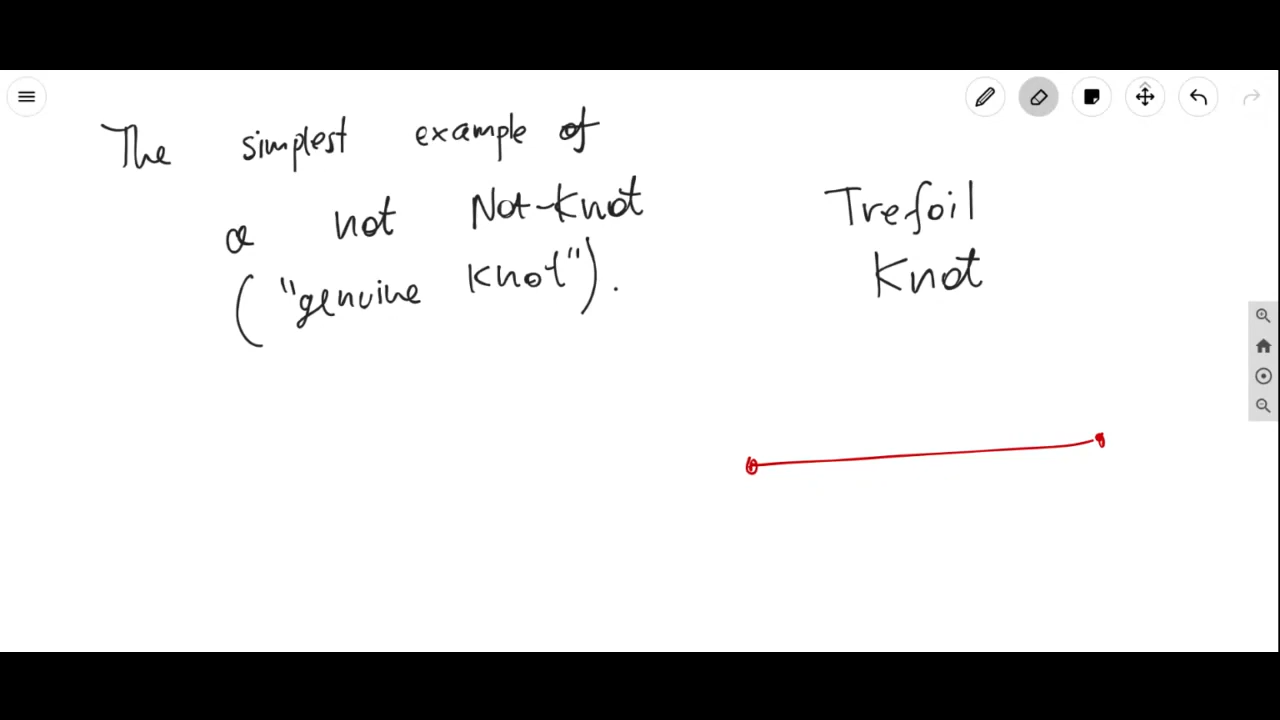 The simplest example of
a not Not-Knot
("genuine Knot").
Trefoil
Knot